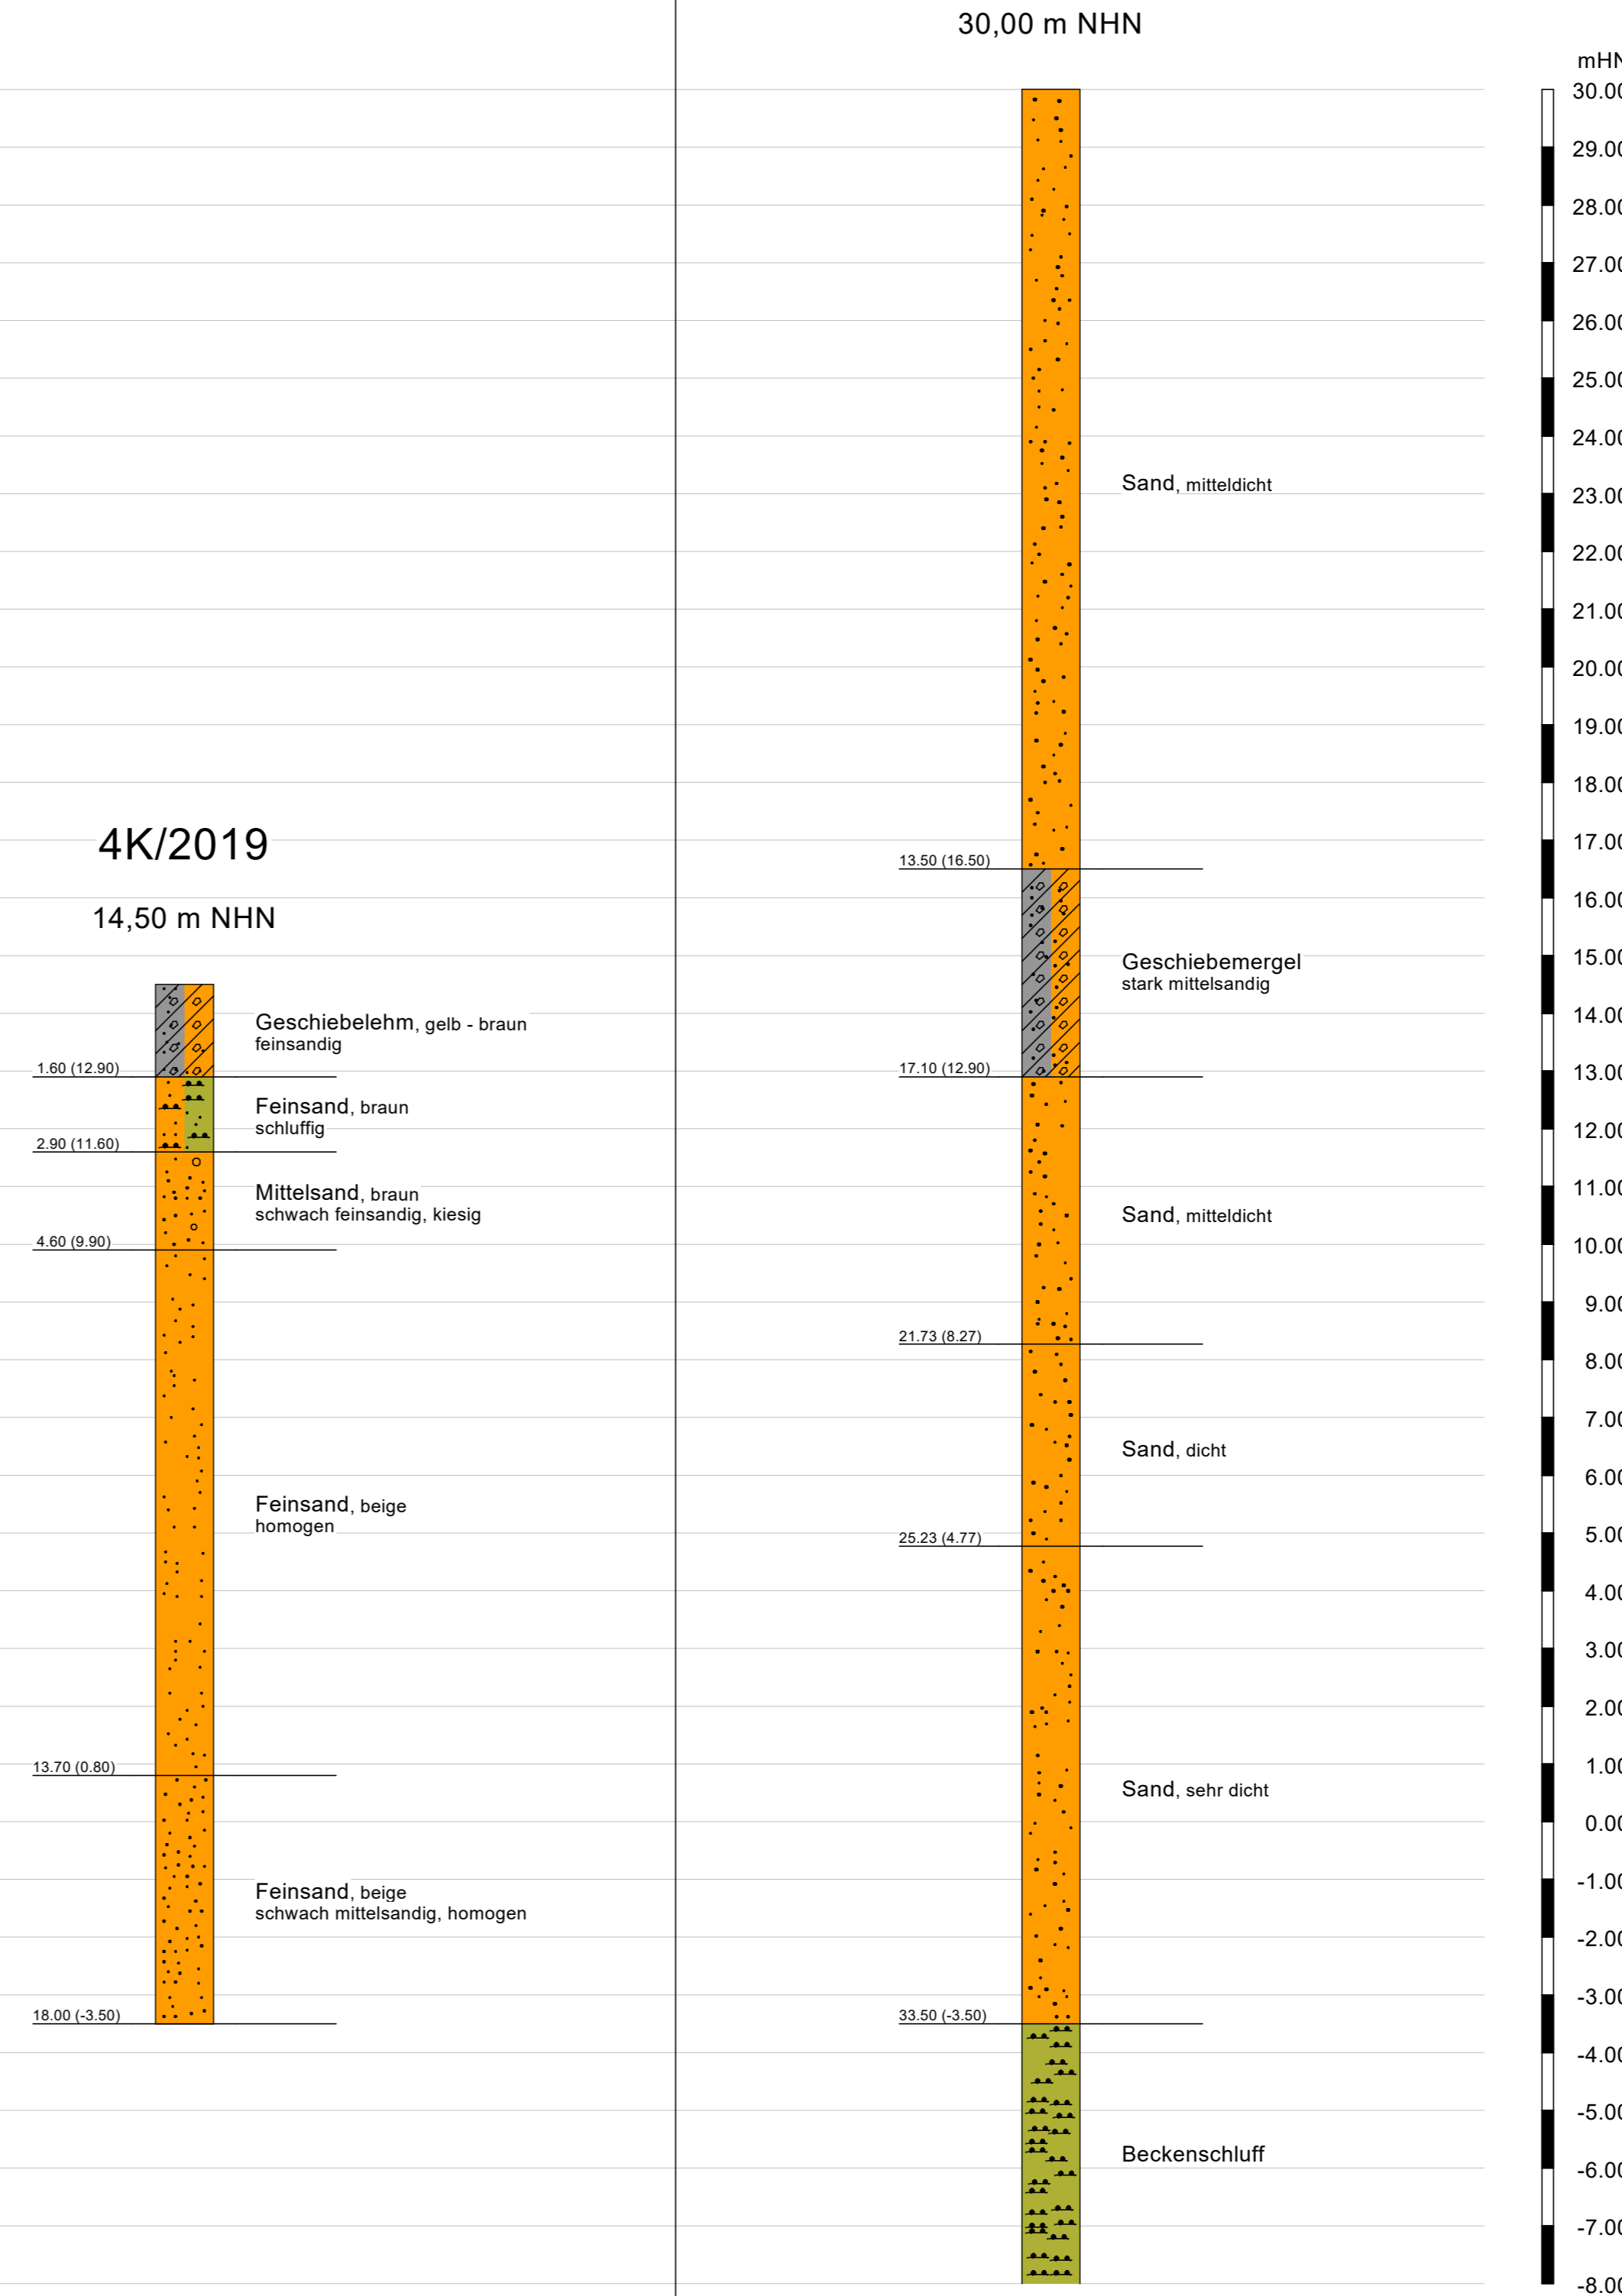 30,00 m NHN
4K/2019
14,50 m NHN
Geschiebelehm, gelb - braun
feinsandig
1.60 (12.90)
Feinsand, braun
schluffig
2.90 (11.60)
Mittelsand, braun
schwach feinsandig, kiesig
4.60 (9.90)
Feinsand, beige
homogen
13.70 (0.80)
Feinsand, beige
schwach mittelsandig, homogen
18.00 (-3.50)
Sand, mitteldicht
13.50 (16.50)
Geschiebemergel
stark mittelsandig
17.10 (12.90)
Sand, mitteldicht
21.73 (8.27)
Sand, dicht
25.23 (4.77)
Sand, sehr dicht
33.50 (-3.50)
Beckenschluff
mHN
30.00
29.00
28.00
27.00
26.00
25.00
24.00
23.00
22.00
21.00
20.00
19.00
18.00
17.00
16.00
15.00
14.00
13.00
12.00
11.00
10.00
9.00
8.00
7.00
6.00
5.00
4.00
3.00
2.00
1.00
0.00
-1.00
-2.00
-3.00
-4.00
-5.00
-6.00
-7.00
-8.00